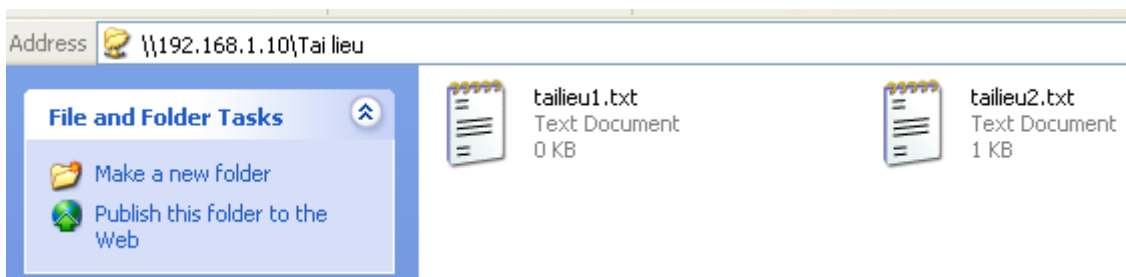 Address \\192.168.1.10\Tai lieu
File and Folder Tasks
Make a new folder
Publish this folder to the
Web
tailieu1.txt
Text Document
0 KB
tailieu2.txt
Text Document
1 KB